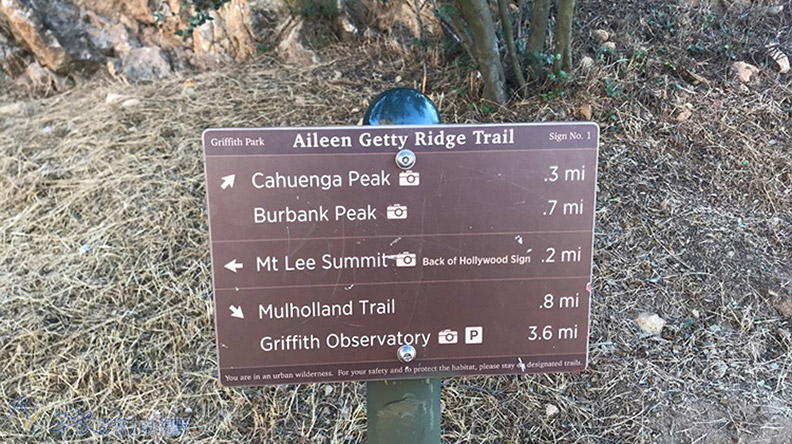 Griffith Park Aileen Getty Ridge Trail Sign No. 1
Cahuenga Peak .3 mi
Burbank Peak .7 mi
Mt Lee Summit Back of Hollywood Sign .2 mi
Mulholland Trail .8 mi
Griffith Observatory P 3.6 mi
You are in an urban wilderness. For your safety and to protect the habitat, please stay on designated trails.